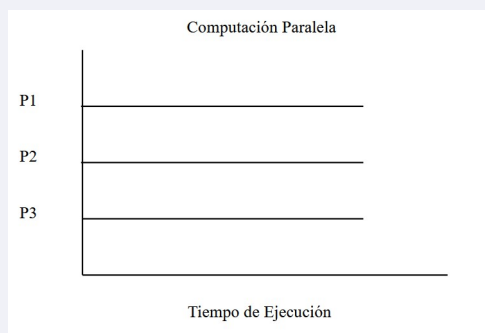 Computación Paralela
P1
P2
P3
Tiempo de Ejecución